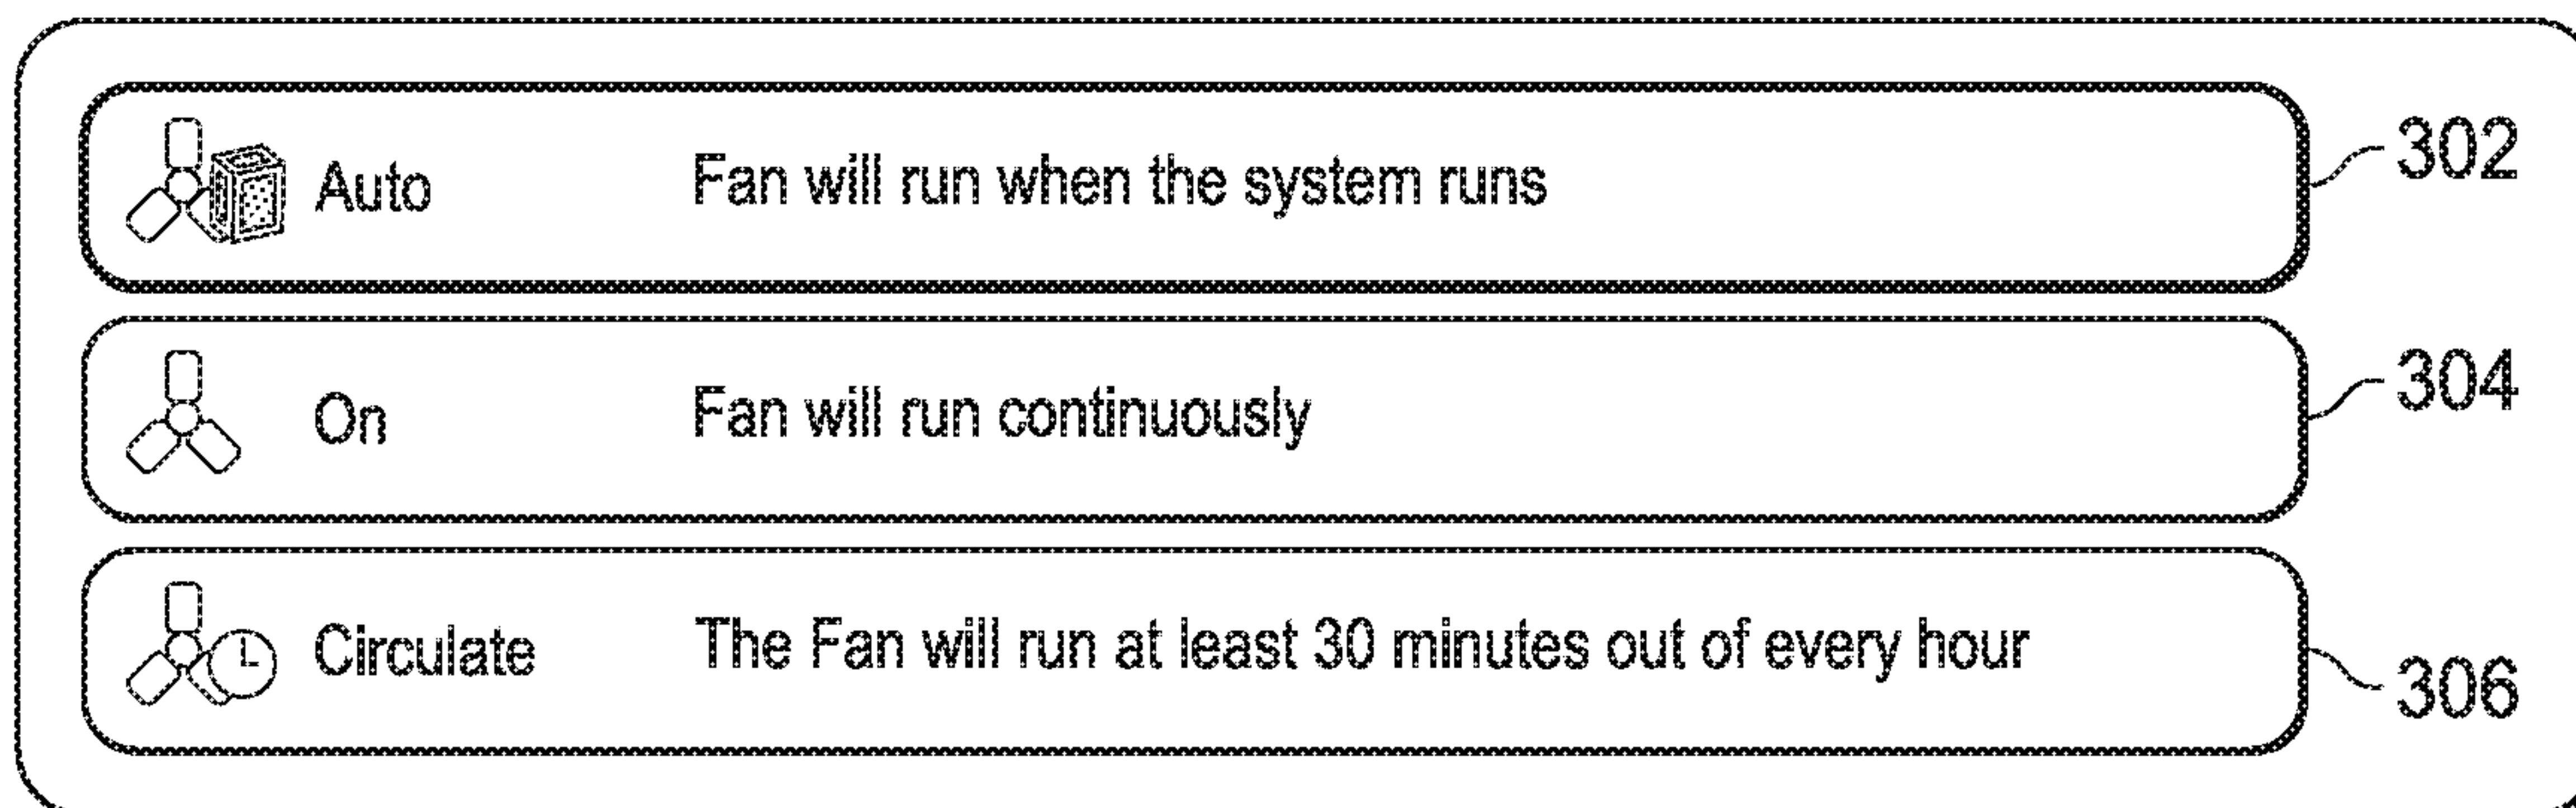 Auto Fan will run when the system runs 302
On Fan will run continuously 304
Circulate The Fan will run at least 30 minutes out of every hour 306